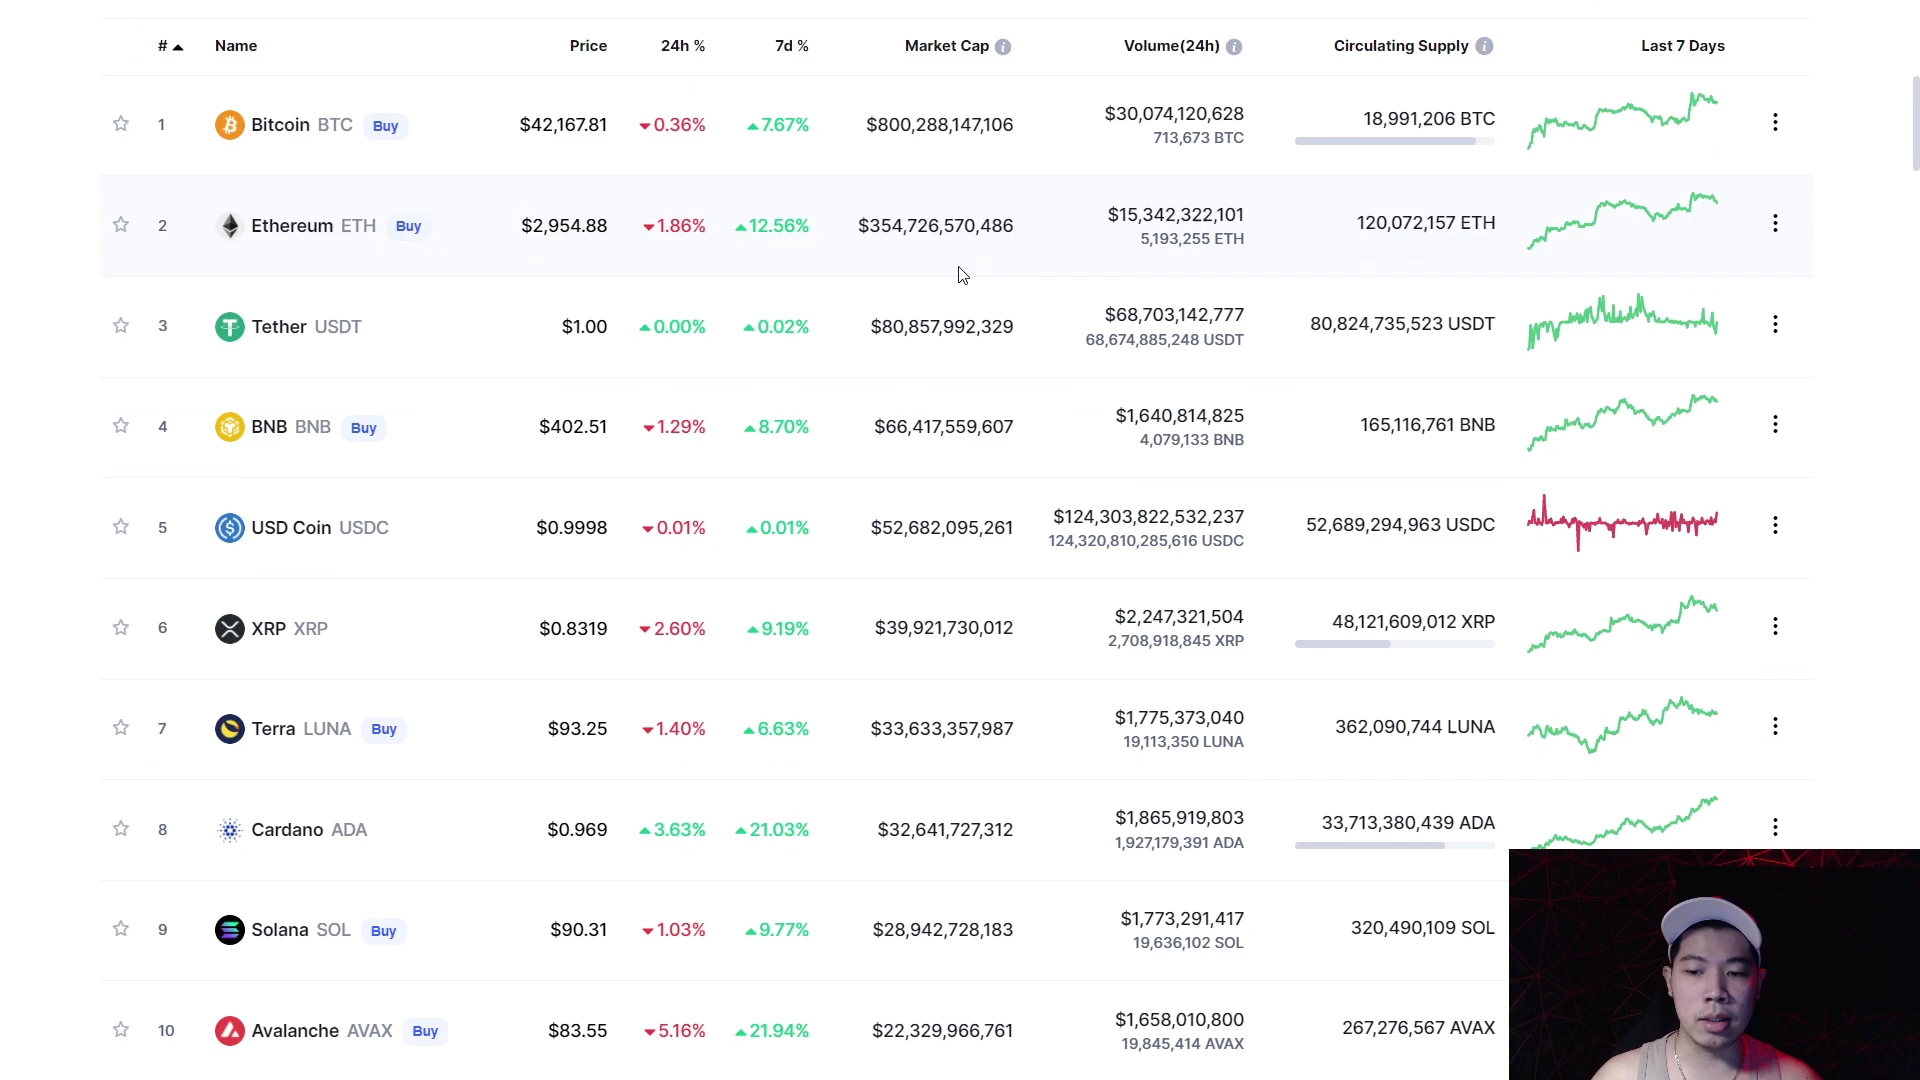 # Name Price 24h % 7d % Market Cap Volume(24h) Circulating Supply Last 7 Days
1 Bitcoin BTC Buy $42,167.81 0.36% 7.67% $800,288,147,106 $30,074,120,628 18,991,206 BTC
713,673 BTC
2 Ethereum ETH Buy $2,954.88 1.86% 12.56% $354,726,570,486 $15,342,322,101 120,072,157 ETH
5,193,255 ETH
3 Tether USDT $1.00 0.00% 0.02% $80,857,992,329 $68,703,142,777 80,824,735,523 USDT
68,674,885,248 USDT
4 BNB BNB Buy $402.51 1.29% 8.70% $66,417,559,607 $1,640,814,825 165,116,761 BNB
4,079,133 BNB
5 USD Coin USDC $0.9998 0.01% 0.01% $52,682,095,261 $124,303,822,532,237 52,689,294,963 USDC
124,320,810,285,616 USDC
6 XRP XRP $0.8319 2.60% 9.19% $39,921,730,012 $2,247,321,504 48,121,609,012 XRP
2,708,918,845 XRP
7 Terra LUNA Buy $93.25 1.40% 6.63% $33,633,357,987 $1,775,373,040 362,090,744 LUNA
19,113,350 LUNA
8 Cardano ADA $0.969 3.63% 21.03% $32,641,727,312 $1,865,919,803 33,713,380,439 ADA
1,927,179,391 ADA
9 Solana SOL Buy $90.31 1.03% 9.77% $28,942,728,183 $1,773,291,417 320,490,109 SOL
19,636,102 SOL
10 Avalanche AVAX Buy $83.55 5.16% 21.94% $22,329,966,761 $1,658,010,800 267,276,567 AVAX
19,845,414 AVAX